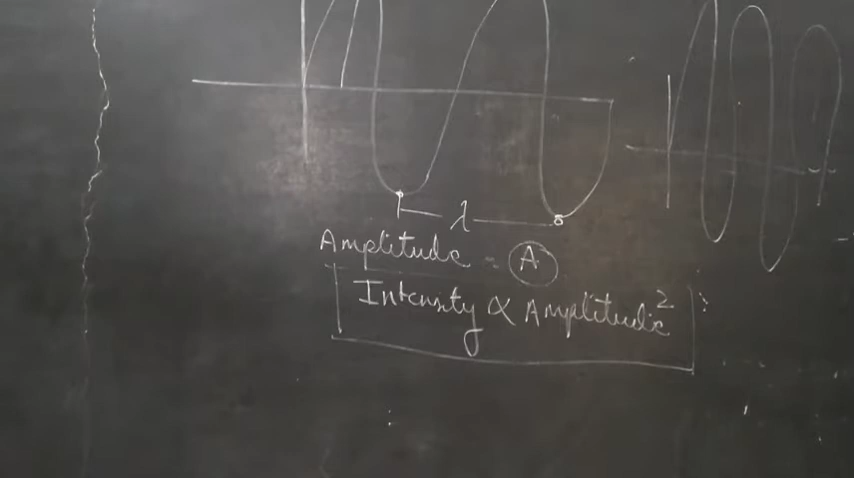 λ
Amplitude = A
Intensity ∝ Amplitude²